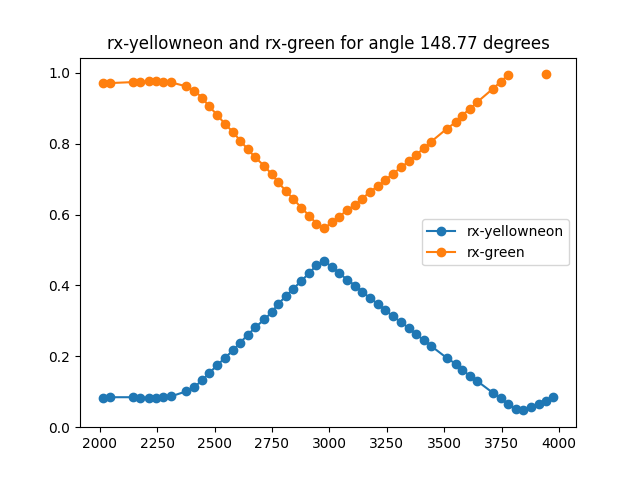 rx-yellowneon and rx-green for angle 148.77 degrees
1.0
0.8
0.6
0.4
0.2
0.0
rx-yellowneon
rx-green
2000 2250 2500 2750 3000 3250 3500 3750 4000